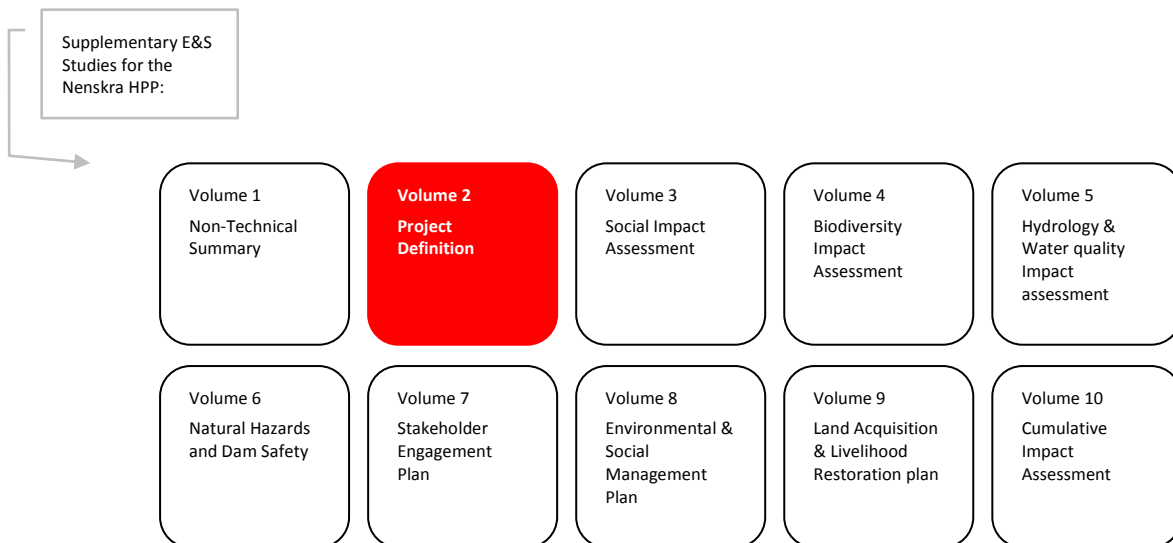 Supplementary E&S
Studies for the
Nenskra HPP:
Volume 1
Non-Technical
Summary
Volume 2
Project
Definition
Volume 3
Social Impact
Assessment
Volume 4
Biodiversity
Impact
Assessment
Volume 5
Hydrology &
Water quality
Impact
assessment
Volume 6
Natural Hazards
and Dam Safety
Volume 7
Stakeholder
Engagement
Plan
Volume 8
Environmental &
Social
Management
Plan
Volume 9
Land Acquisition
& Livelihood
Restoration plan
Volume 10
Cumulative
Impact
Assessment